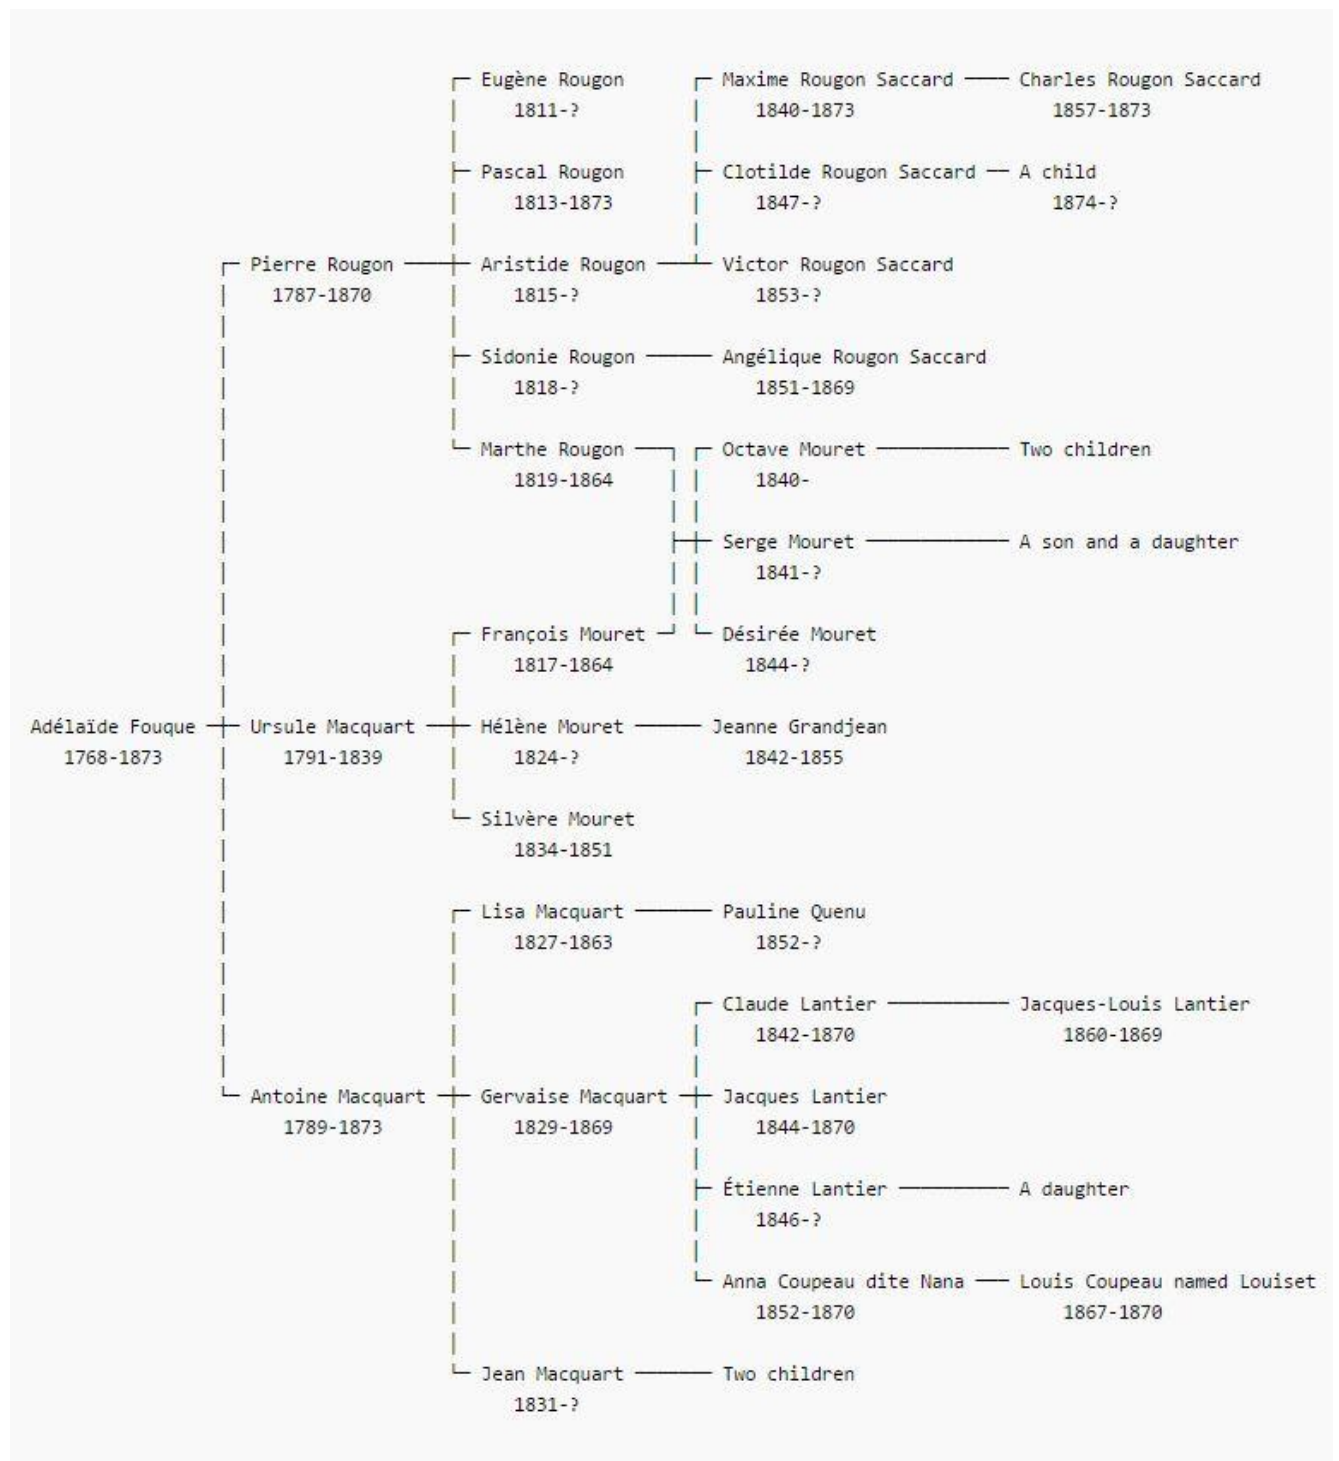 Eugène Rougon Maxime Rougon Saccard Charles Rougon Saccard
1811-? 1840-1873 1857-1873
Pascal Rougon Clotilde Rougon Saccard A child
1813-1873 1847-? 1874-?
Pierre Rougon Aristide Rougon Victor Rougon Saccard
1787-1870 1815-? 1853-?
Sidonie Rougon Angélique Rougon Saccard
1818-? 1851-1869
Marthe Rougon Octave Mouret Two children
1819-1864 1840-
Serge Mouret A son and a daughter
1841-?
François Mouret Désirée Mouret
1817-1864 1844-?
Adélaïde Fouque Ursule Macquart Hélène Mouret Jeanne Grandjean
1768-1873 1791-1839 1824-? 1842-1855
Silvère Mouret
1834-1851
Lisa Macquart Pauline Quenu
1827-1863 1852-?
Claude Lantier Jacques-Louis Lantier
1842-1870 1860-1869
Antoine Macquart Gervaise Macquart Jacques Lantier
1789-1873 1829-1869 1844-1870
Étienne Lantier A daughter
1846-?
Anna Coupeau dite Nana Louis Coupeau named Louiset
1852-1870 1867-1870
Jean Macquart Two children
1831-?